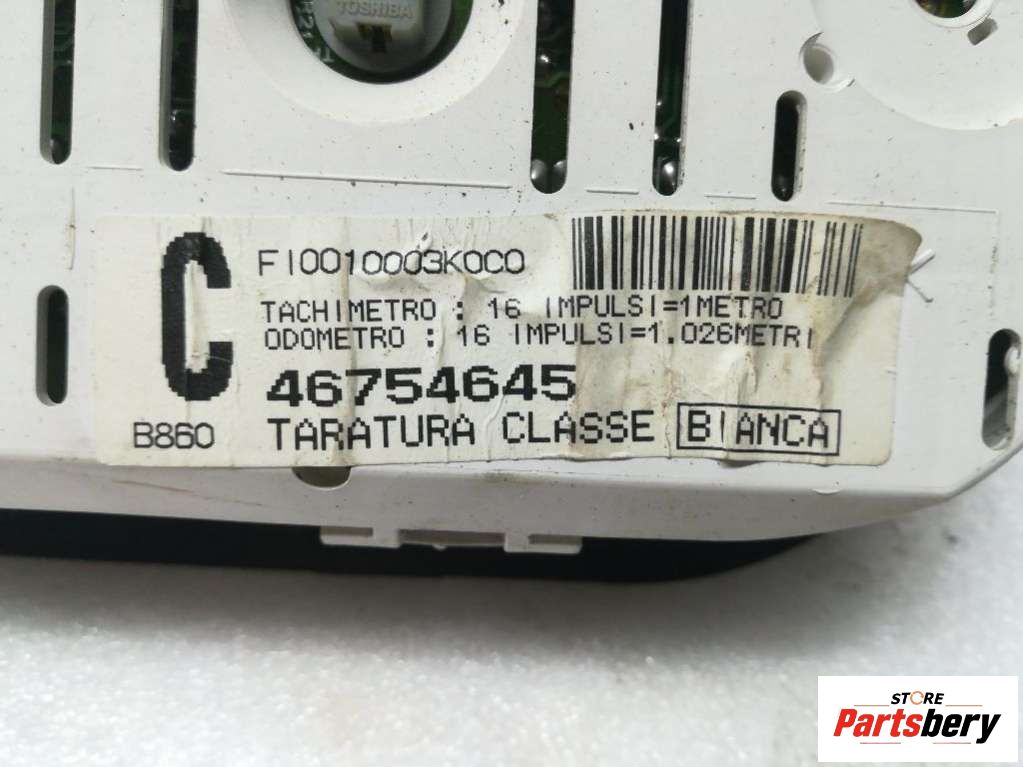 TOSHIBA
C
FI0010003K0C0
TACHIMETRO : 16 IMPULSI=1METRO
ODOMETRO : 16 IMPULSI=1.026METRI
46754645
B860 TARATURA CLASSE BIANCA
STORE
Partsbery